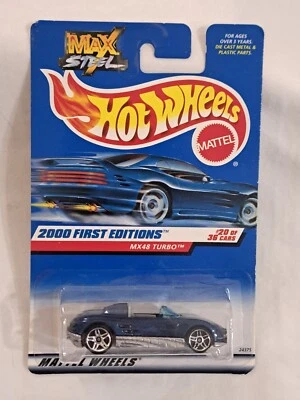 MAX
STEEL
FOR AGES
OVER 3 YEARS.
DIE CAST METAL &
PLASTIC PARTS.
HOT WHEELS
MATTEL
2000 FIRST EDITIONS™
MX48 TURBO™
#20 OF
36 CARS
MATTEL WHEELS